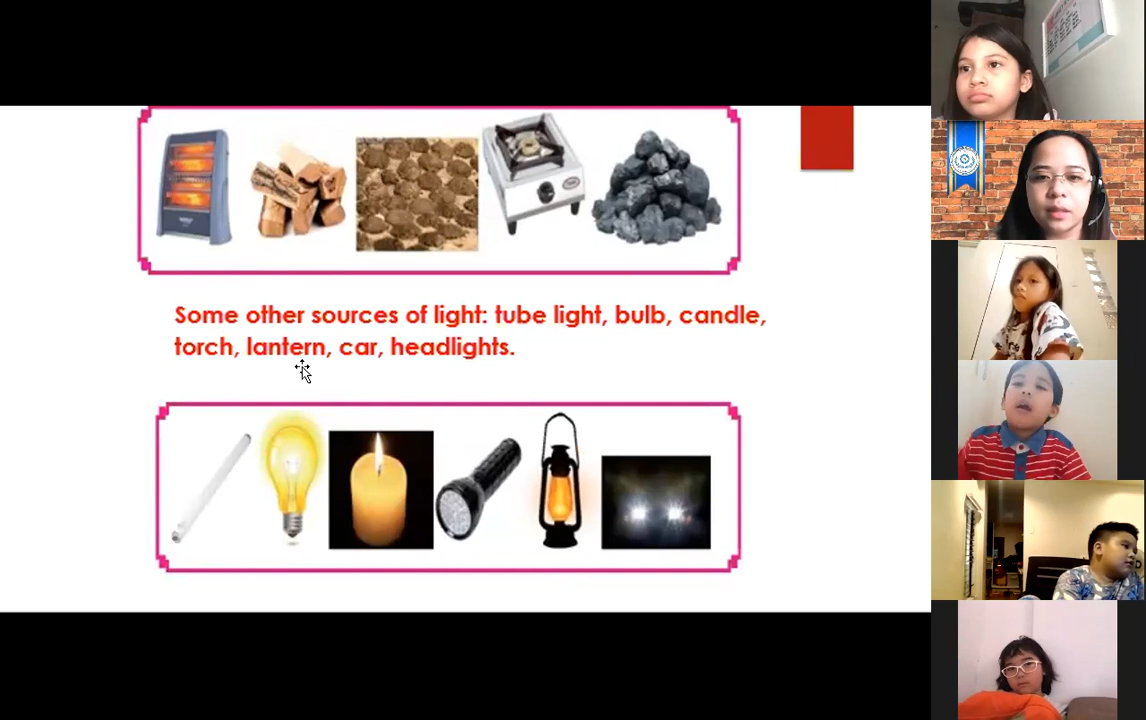 Some other sources of light: tube light, bulb, candle,
torch, lantern, car, headlights.